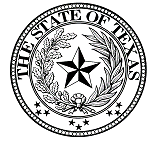 THE STATE OF TEXAS